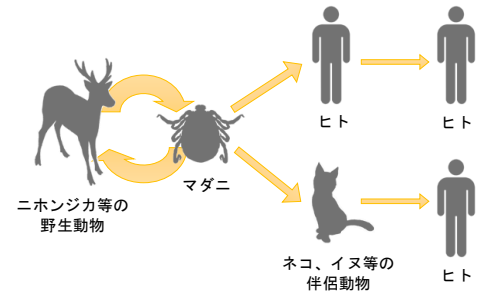 ヒト
ヒト
マダニ
ニホンジカ等の
野生動物
ネコ、イヌ等の
伴侶動物
ヒト